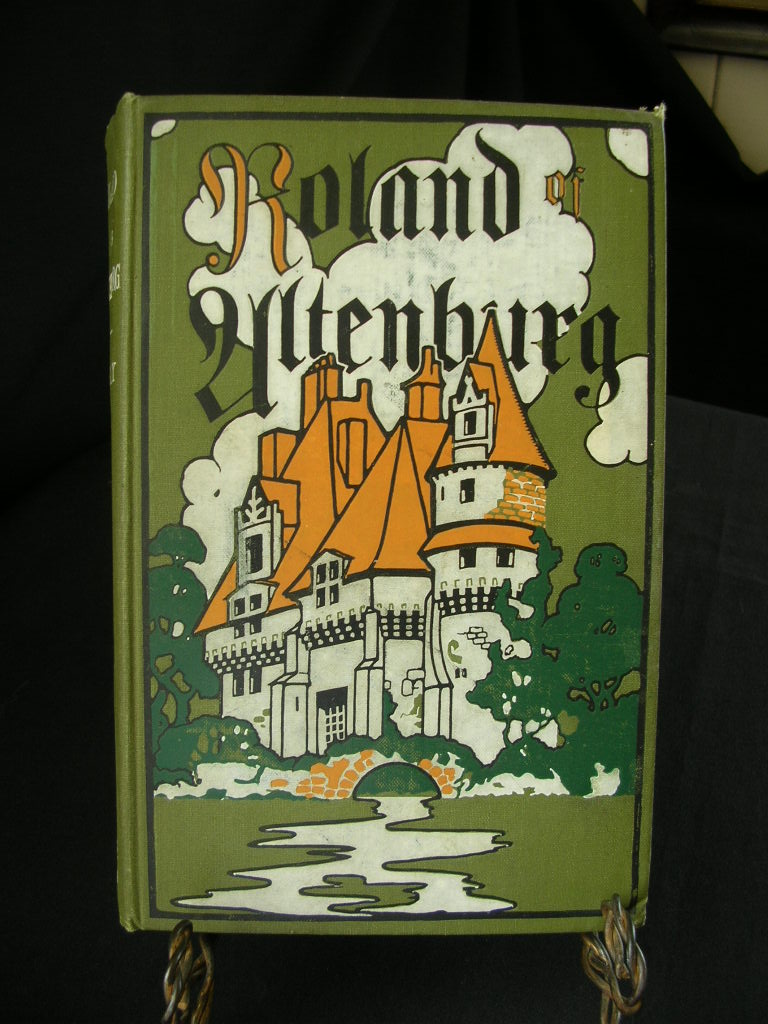 Roland of
Altenburg